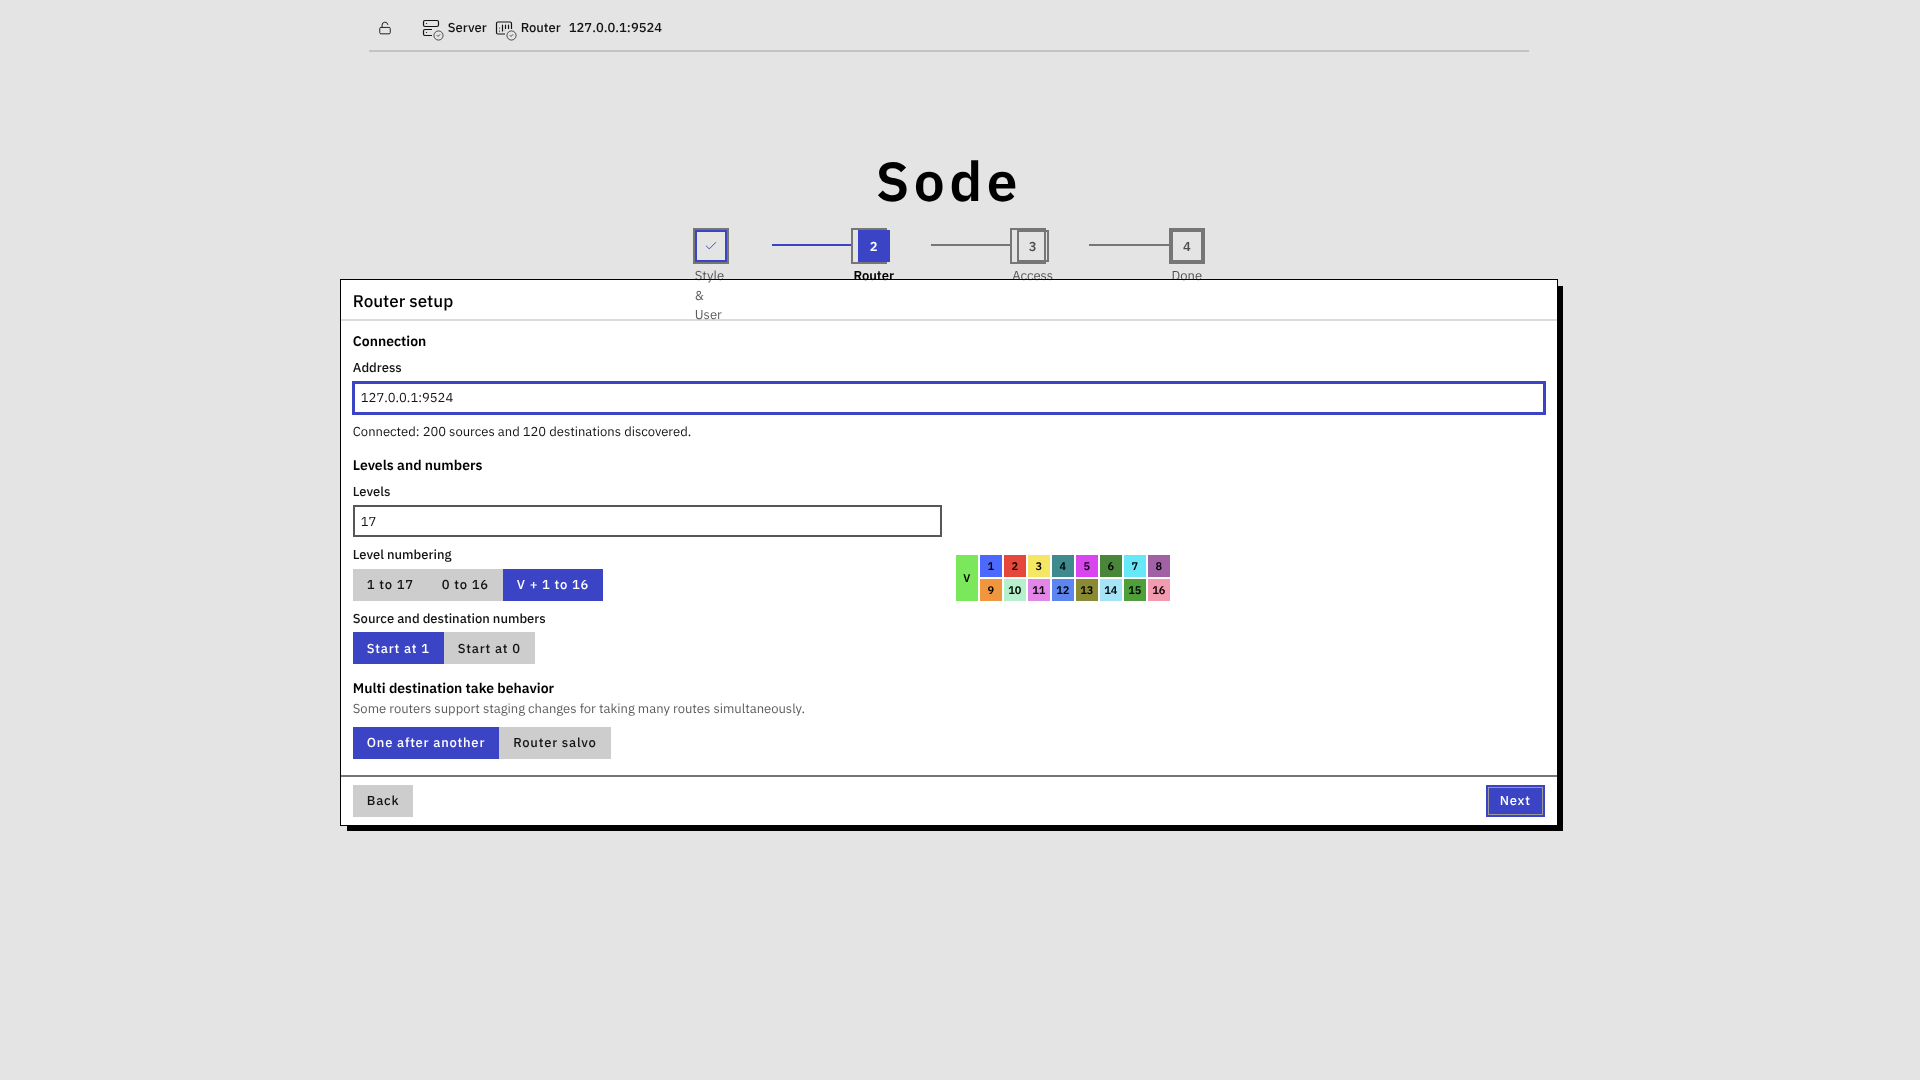 Server Router 127.0.0.1:9524
Sode
2 3 4
Style & User
Router
Access
Done
Router setup
Connection
Address
127.0.0.1:9524
Connected: 200 sources and 120 destinations discovered.
Levels and numbers
Levels
17
Level numbering
1 to 17 0 to 16 V + 1 to 16
V 1 2 3 4 5 6 7 8
9 10 11 12 13 14 15 16
Source and destination numbers
Start at 1 Start at 0
Multi destination take behavior
Some routers support staging changes for taking many routes simultaneously.
One after another Router salvo
Back Next